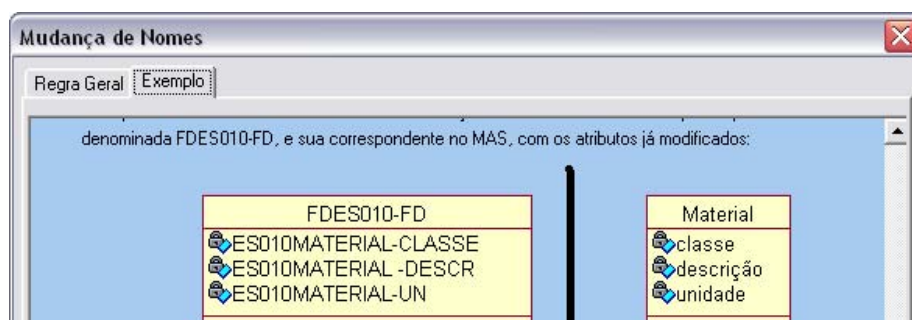 Mudança de Nomes
Regra Geral Exemplo
denominada FDES010-FD, e sua correspondente no MAS, com os atributos já modificados:
FDES010-FD
ES010MATERIAL-CLASSE
ES010MATERIAL -DESCR
ES010MATERIAL-UN
Material
classe
descrição
unidade